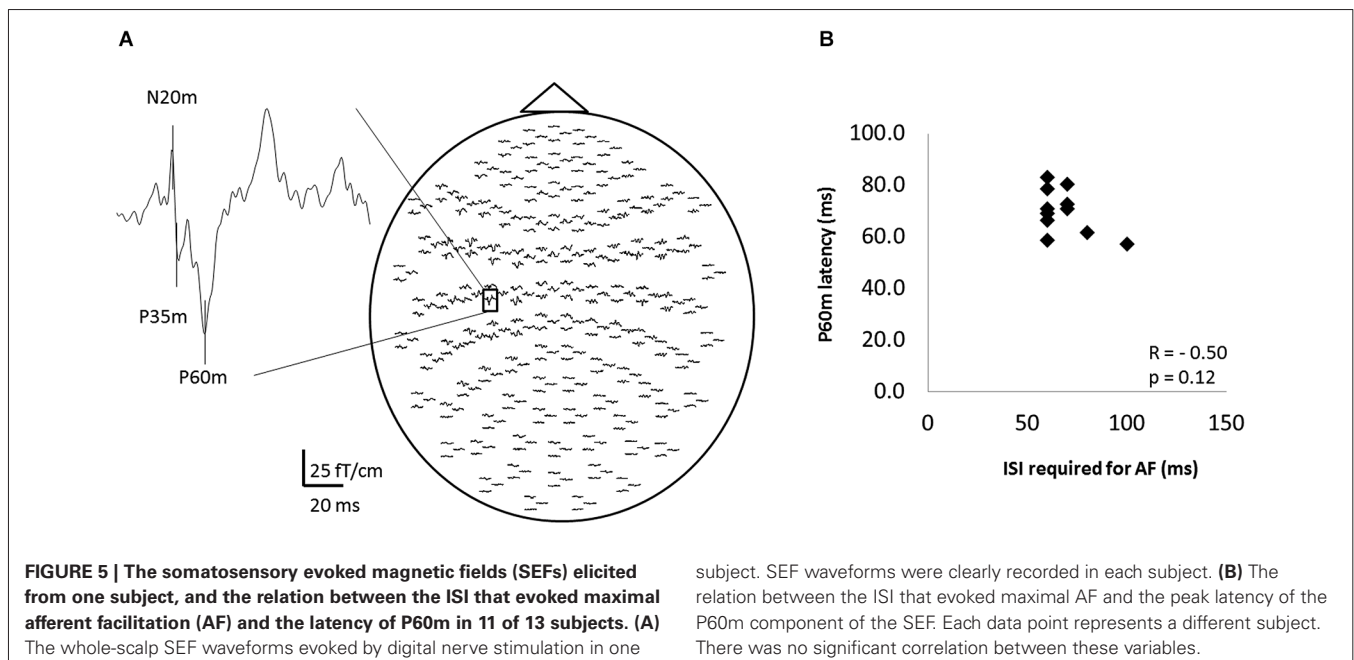 A
N20m
P35m
P60m
25 fT/cm
20 ms
B
100.0
80.0
60.0
40.0
20.0
0.0
P60m latency (ms)
R = - 0.50
p = 0.12
0 50 100 150
ISI required for AF (ms)
FIGURE 5 | The somatosensory evoked magnetic fields (SEFs) elicited
from one subject, and the relation between the ISI that evoked maximal
afferent facilitation (AF) and the latency of P60m in 11 of 13 subjects. (A)
The whole-scalp SEF waveforms evoked by digital nerve stimulation in one
subject. SEF waveforms were clearly recorded in each subject. (B) The
relation between the ISI that evoked maximal AF and the peak latency of the
P60m component of the SEF. Each data point represents a different subject.
There was no significant correlation between these variables.